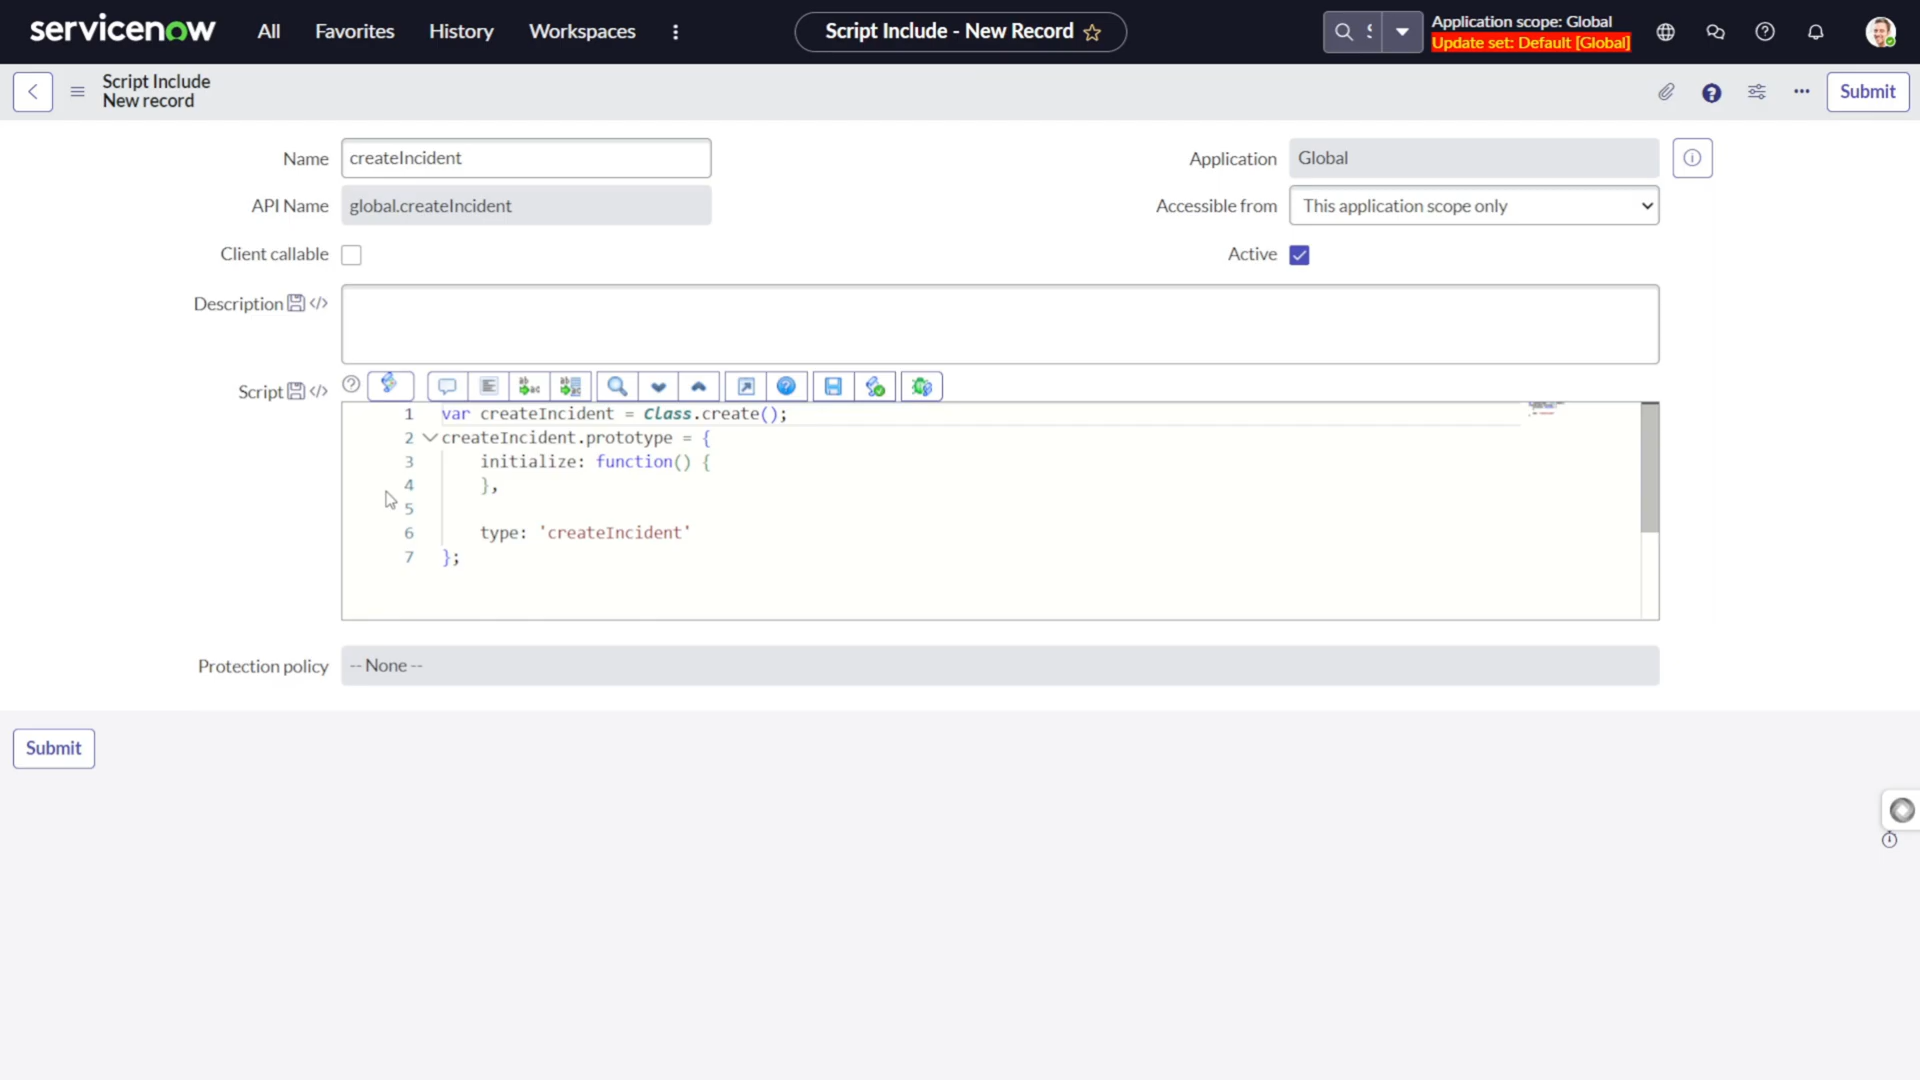 servicenow
All
Favorites
History
Workspaces
Script Include - New Record
Application scope: Global
Update set: Default [Global]
Script Include
New record
Submit
Name
createIncident
Application
Global
API Name
global.createIncident
Accessible from
This application scope only
Client callable
Active
Description
Script
1 var createIncident = Class.create();
2 createIncident.prototype = {
3 initialize: function() {
4 },
5
6 type: 'createIncident'
7 };
Protection policy
-- None --
Submit